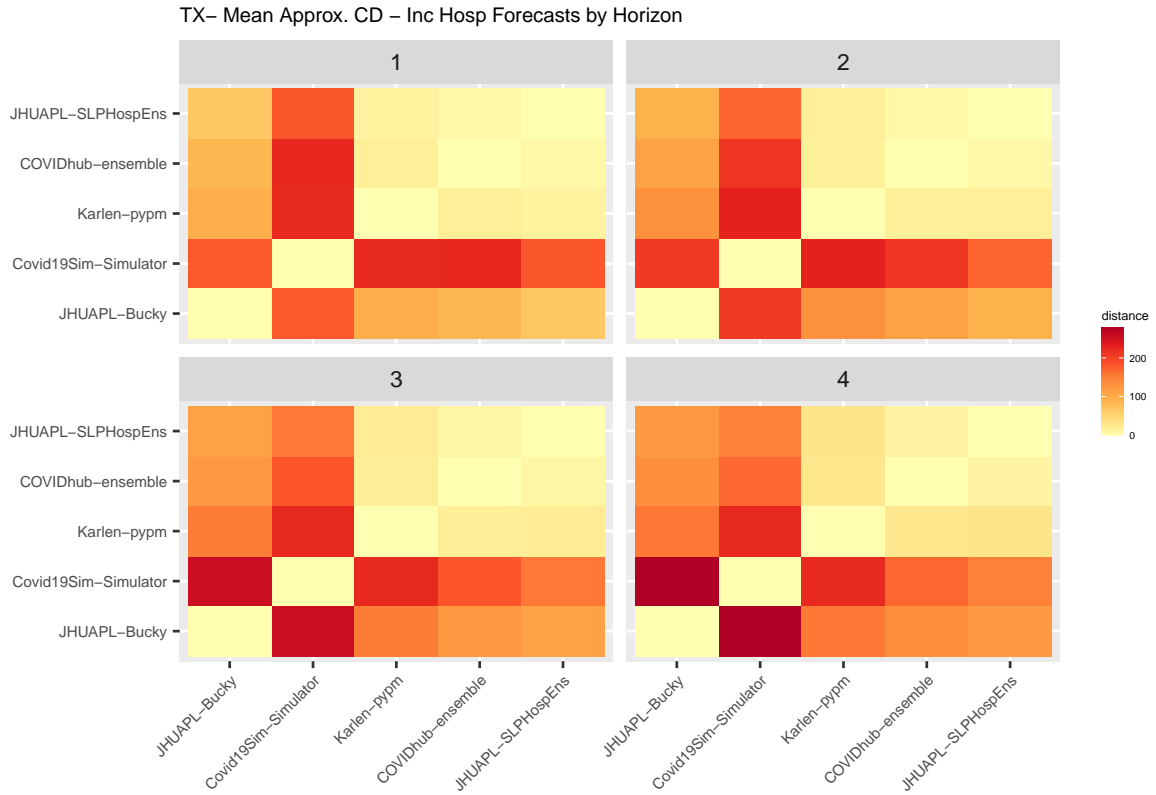 TX− Mean Approx. CD − Inc Hosp Forecasts by Horizon
1
2
JHUAPL−SLPHospEns
COVIDhub−ensemble
Karlen−pypm
Covid19Sim−Simulator
JHUAPL−Bucky
distance
200
100
0
3
4
JHUAPL−SLPHospEns
COVIDhub−ensemble
Karlen−pypm
Covid19Sim−Simulator
JHUAPL−Bucky
JHUAPL−Bucky
Covid19Sim−Simulator
Karlen−pypm
COVIDhub−ensemble
JHUAPL−SLPHospEns
JHUAPL−Bucky
Covid19Sim−Simulator
Karlen−pypm
COVIDhub−ensemble
JHUAPL−SLPHospEns